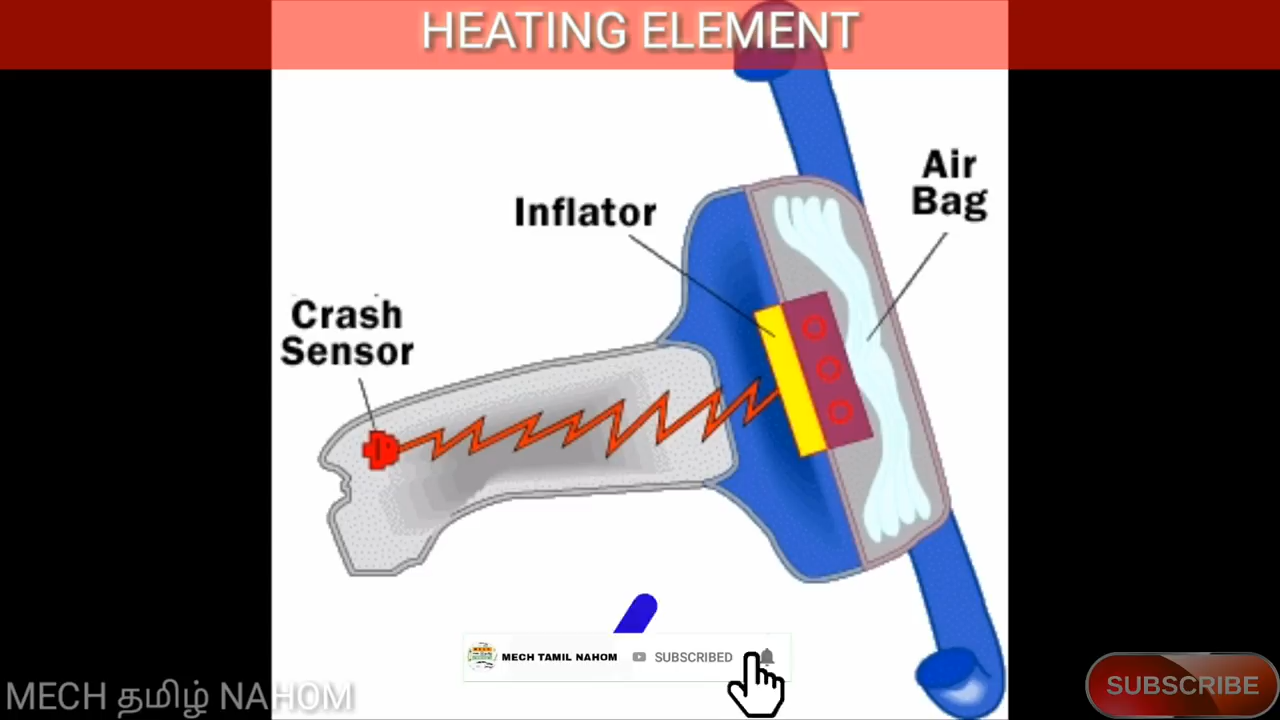 HEATING ELEMENT
Air
Bag
Inflator
Crash
Sensor
MECH TAMIL NAHOM SUBSCRIBED
MECH தமிழ் NAHOM
SUBSCRIBE